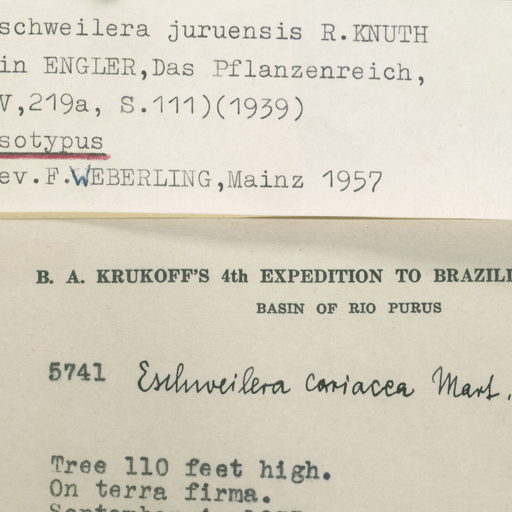 schweilera juruensis R.KNUTH
in ENGLER,Das Pflanzenreich,
V,219a, S.111)(1939)
sotypus
ev.F.WEBERLING,Mainz 1957
B. A. KRUKOFF'S 4th EXPEDITION TO BRAZILI
BASIN OF RIO PURUS
5741 Eschweilera coriacea Mart.
Tree 110 feet high.
On terra firma.